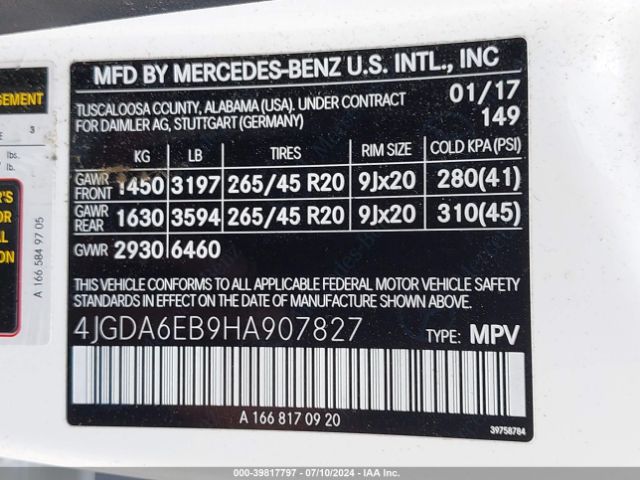 MFD BY MERCEDES-BENZ U.S. INTL., INC
TUSCALOOSA COUNTY, ALABAMA (USA). UNDER CONTRACT
FOR DAIMLER AG, STUTTGART (GERMANY)
01/17
149
KG LB TIRES RIM SIZE COLD KPA (PSI)
GAWR FRONT 1450 3197 265/45 R20 9Jx20 280(41)
GAWR REAR 1630 3594 265/45 R20 9Jx20 310(45)
GVWR 2930 6460
THIS VEHICLE CONFORMS TO ALL APPLICABLE FEDERAL MOTOR VEHICLE SAFETY
STANDARDS IN EFFECT ON THE DATE OF MANUFACTURE SHOWN ABOVE.
4JGDA6EB9HA907827 TYPE: MPV
A 166 817 09 20
39758784
3
lbs.
A 166 584 97 05
000-39817797 - 07/10/2024 - IAA Inc.